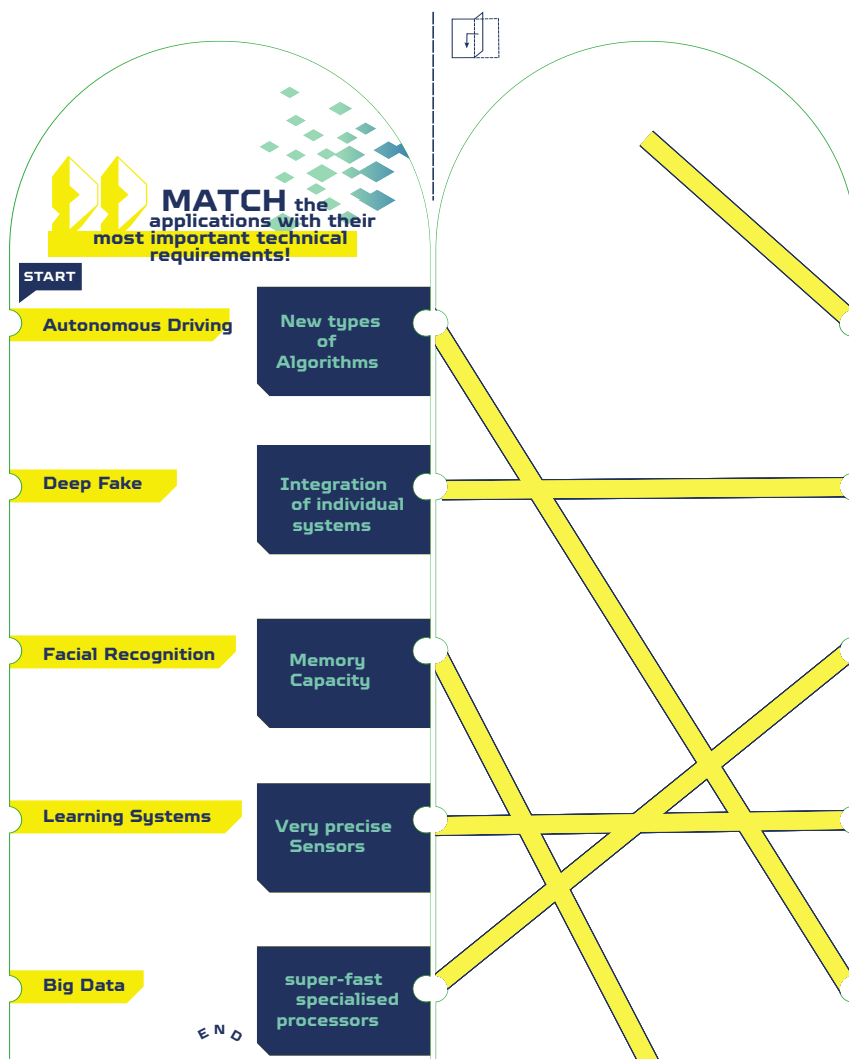 MATCH the
applications with their
most important technical
requirements!
START
Autonomous Driving
New types
of
Algorithms
Deep Fake
Integration
of individual
systems
Facial Recognition
Memory
Capacity
Learning Systems
Very precise
Sensors
Big Data
super-fast
specialised
processors
END